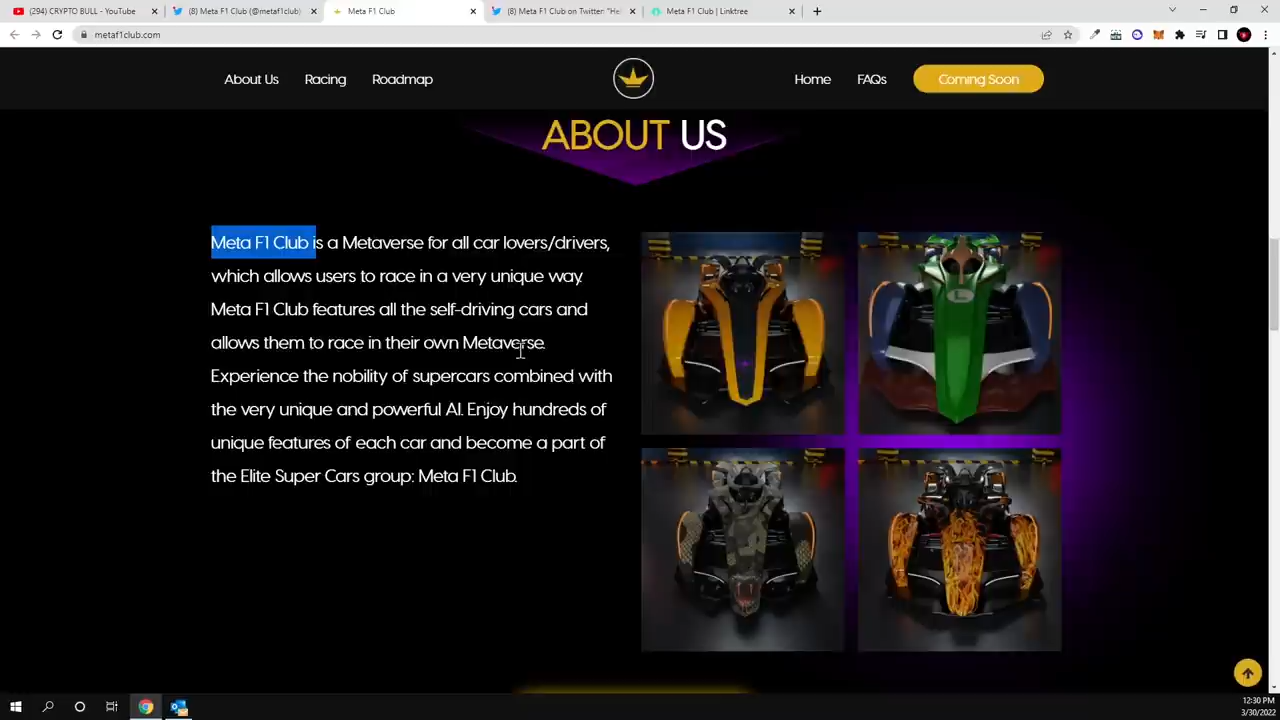 (294) CRYPTO BULL - YouTube
(8) Meta F1 Club (@metaf1club)
Meta F1 Club
(8) Meta F1 Club on Twitter: "He
Meta F1 Club | Linktree
metaf1club.com
About Us Racing Roadmap Home FAQs Coming Soon
ABOUT US
Meta F1 Club is a Metaverse for all car lovers/drivers,
which allows users to race in a very unique way.
Meta F1 Club features all the self-driving cars and
allows them to race in their own Metaverse.
Experience the nobility of supercars combined with
the very unique and powerful AI. Enjoy hundreds of
unique features of each car and become a part of
the Elite Super Cars group: Meta F1 Club.
L
12:30 PM
3/30/2022